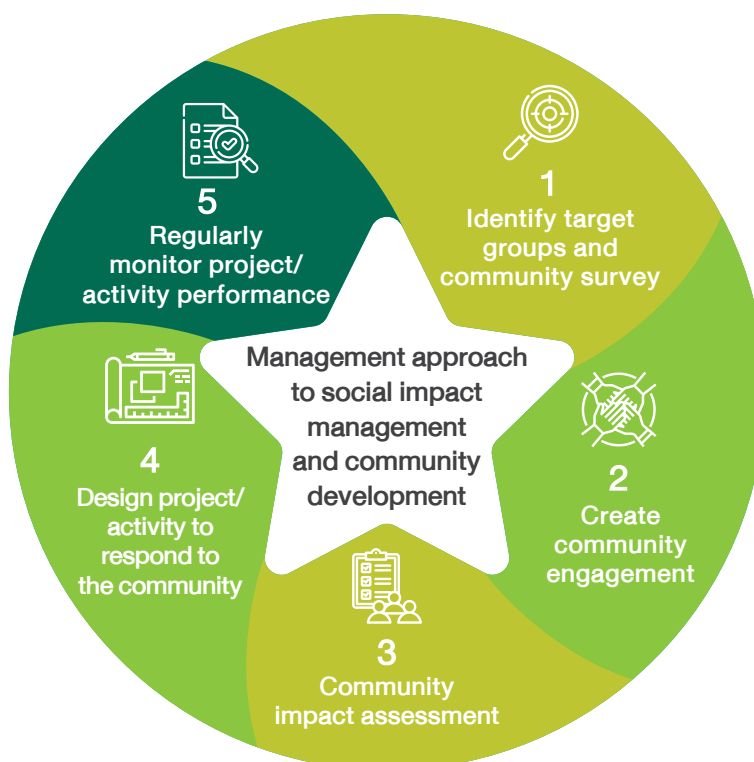 Management approach
to social impact
management
and community
development
1
Identify target
groups and
community survey
2
Create
community
engagement
3
Community
impact assessment
4
Design project/
activity to
respond to
the community
5
Regularly
monitor project/
activity performance